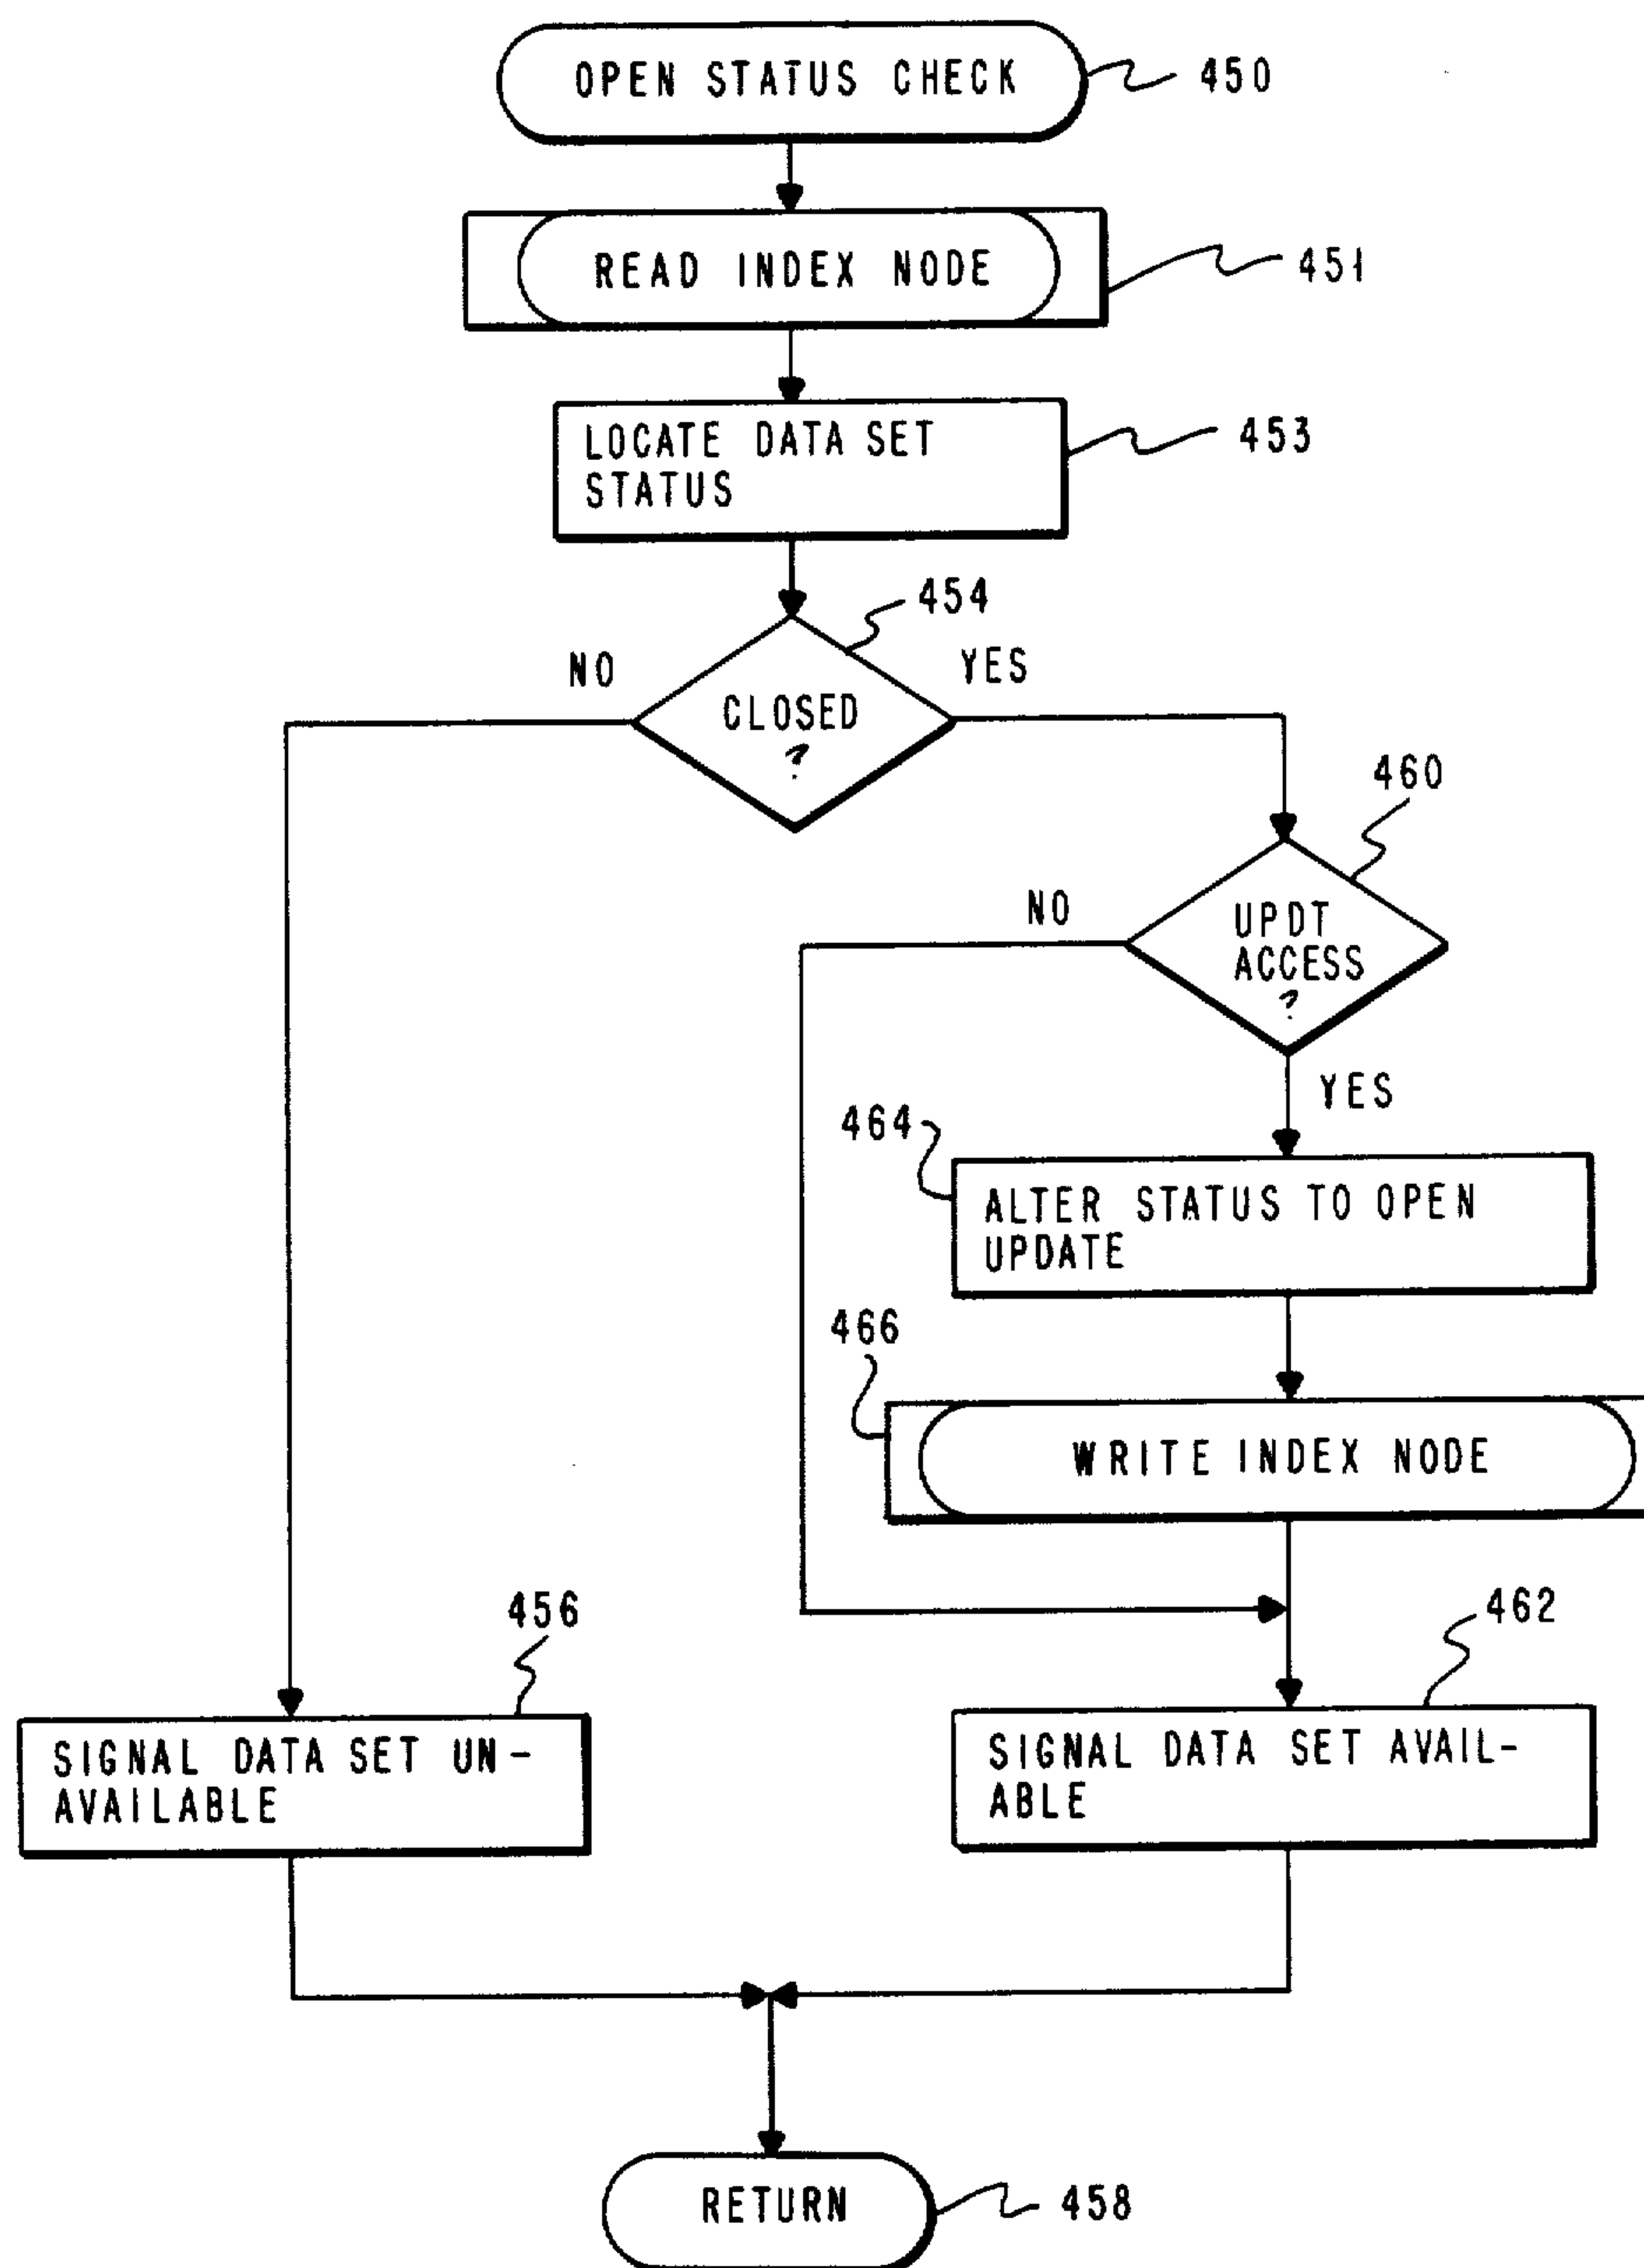 OPEN STATUS CHECK
450
READ INDEX NODE
451
LOCATE DATA SET
STATUS
453
454
NO
YES
CLOSED
?
460
NO
UPDT
ACCESS
?
YES
464
ALTER STATUS TO OPEN
UPDATE
466
WRITE INDEX NODE
456
462
SIGNAL DATA SET UN-
AVAILABLE
SIGNAL DATA SET AVAIL-
ABLE
RETURN
458